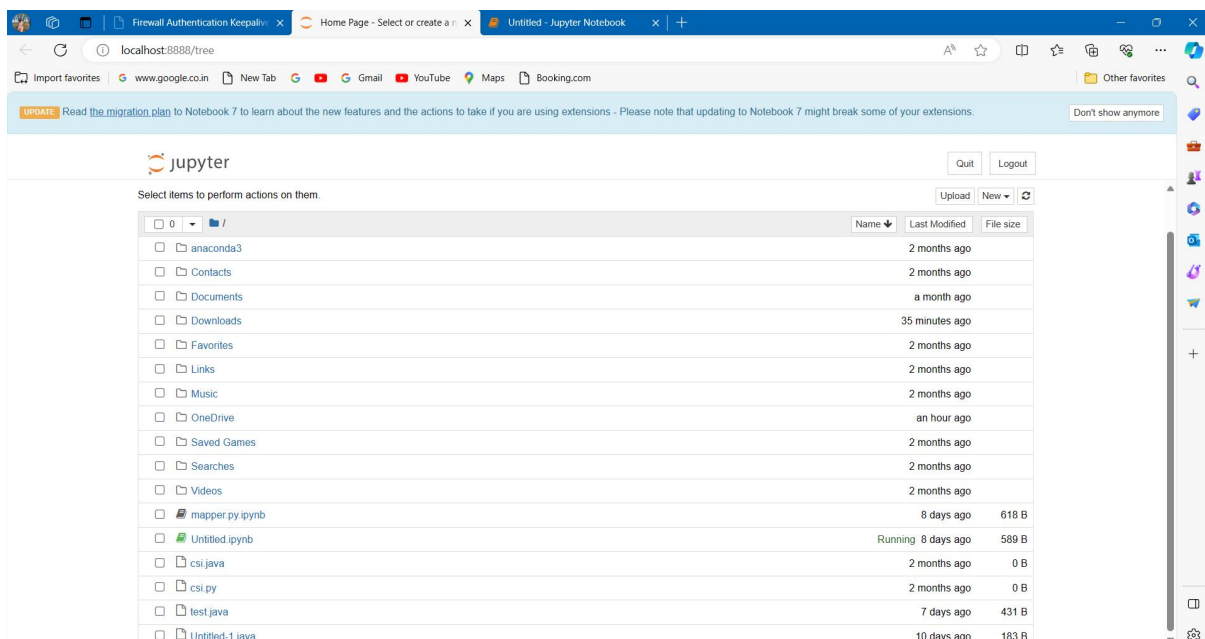 Firewall Authentication Keepaliv
Home Page - Select or create a n
Untitled - Jupyter Notebook
localhost:8888/tree
Import favorites
www.google.co.in
New Tab
G
Gmail
YouTube
Maps
Booking.com
Other favorites
UPDATE Read the migration plan to Notebook 7 to learn about the new features and the actions to take if you are using extensions - Please note that updating to Notebook 7 might break some of your extensions.
Don't show anymore
jupyter
Quit
Logout
Select items to perform actions on them.
Upload
New
0
/
Name
Last Modified
File size
anaconda3 2 months ago
Contacts 2 months ago
Documents a month ago
Downloads 35 minutes ago
Favorites 2 months ago
Links 2 months ago
Music 2 months ago
OneDrive an hour ago
Saved Games 2 months ago
Searches 2 months ago
Videos 2 months ago
mapper.py.ipynb 8 days ago 618 B
Untitled.ipynb Running 8 days ago 589 B
csi.java 2 months ago 0 B
csi.py 2 months ago 0 B
test.java 7 days ago 431 B
Untitled-1.java 10 days ago 183 B